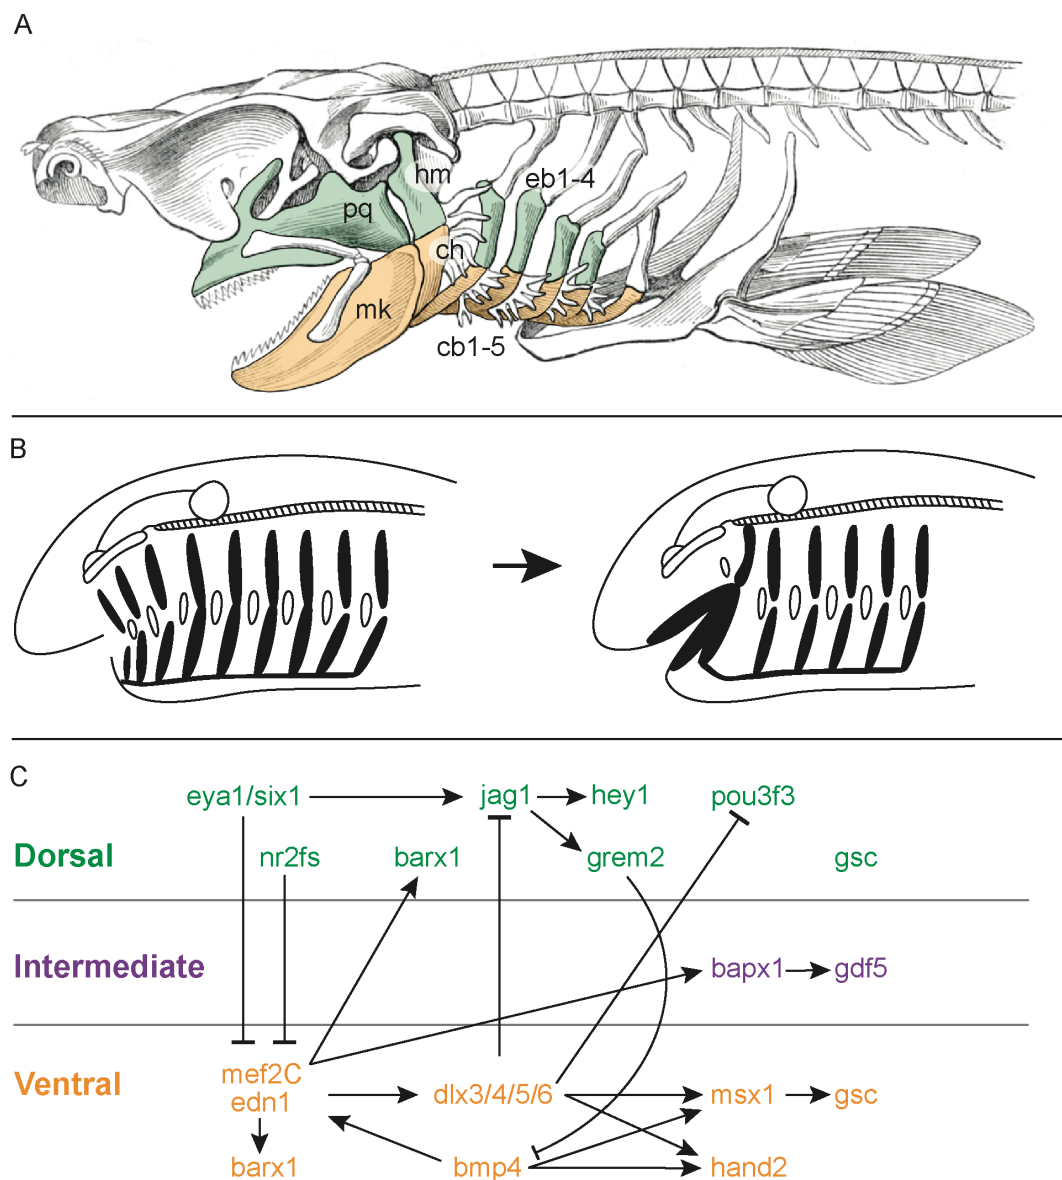 A
hm
eb1-4
pq
ch
mk
cb1-5
B
C
eya1/six1 jag1 hey1 pou3f3
Dorsal nr2fs barx1 grem2 gsc
Intermediate bapx1 gdf5
mef2C
Ventral edn1 dlx3/4/5/6 msx1 gsc
barx1 bmp4 hand2